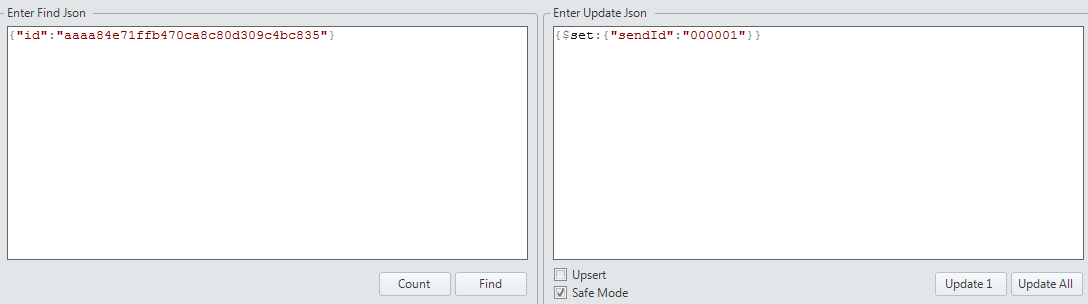 Enter Find Json
{"id":"aaaa84e71ffb470ca8c80d309c4bc835"}
Count
Find
Enter Update Json
{$set:{"sendId":"000001"}}
Upsert
Safe Mode
Update 1
Update All